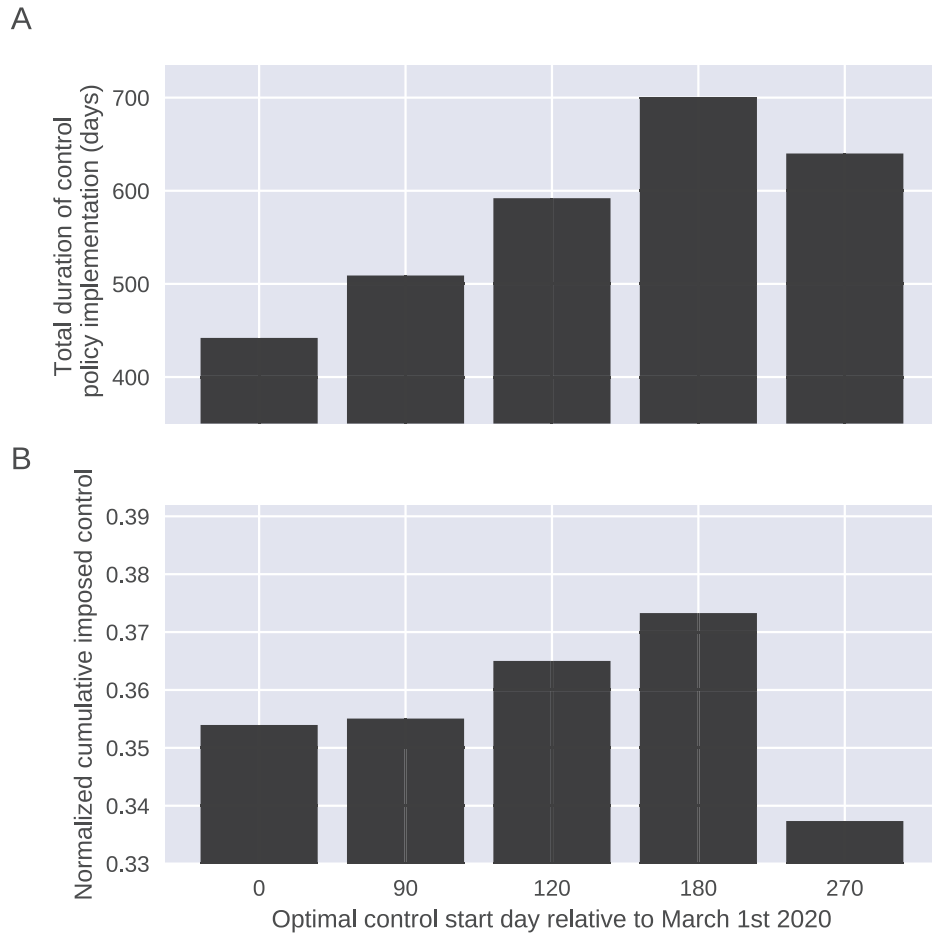 A
Total duration of control
policy implementation (days)
700
600
500
400
B
Normalized cumulative imposed control
0.39
0.38
0.37
0.36
0.35
0.34
0.33
0 90 120 180 270
Optimal control start day relative to March 1st 2020